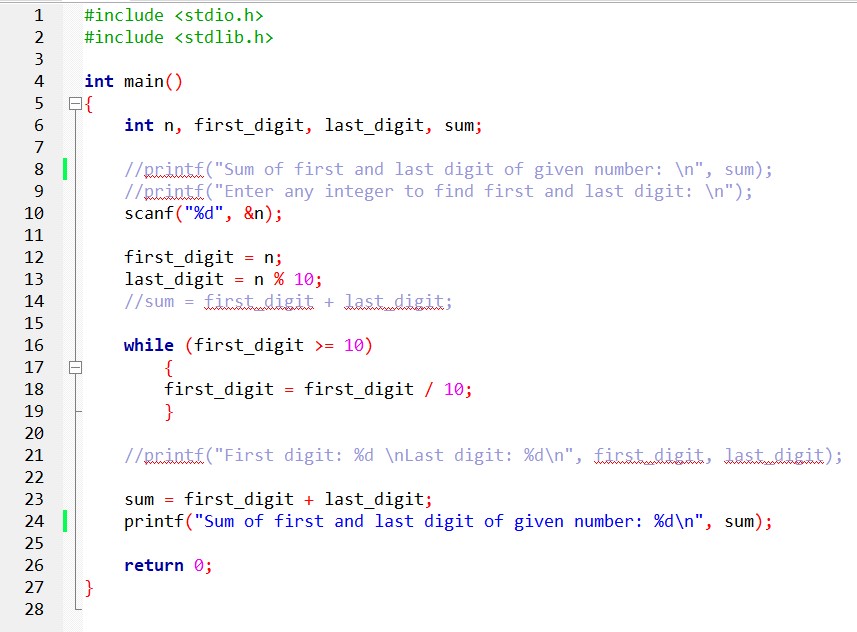 1 #include <stdio.h>
2 #include <stdlib.h>
3
4 int main()
5 {
6 int n, first_digit, last_digit, sum;
7
8 //printf("Sum of first and last digit of given number: \n", sum);
9 //printf("Enter any integer to find first and last digit: \n");
10 scanf("%d", &n);
11
12 first_digit = n;
13 last_digit = n % 10;
14 //sum = first_digit + last_digit;
15
16 while (first_digit >= 10)
17 {
18 first_digit = first_digit / 10;
19 }
20
21 //printf("First digit: %d \nLast digit: %d\n", first_digit, last_digit);
22
23 sum = first_digit + last_digit;
24 printf("Sum of first and last digit of given number: %d\n", sum);
25
26 return 0;
27 }
28